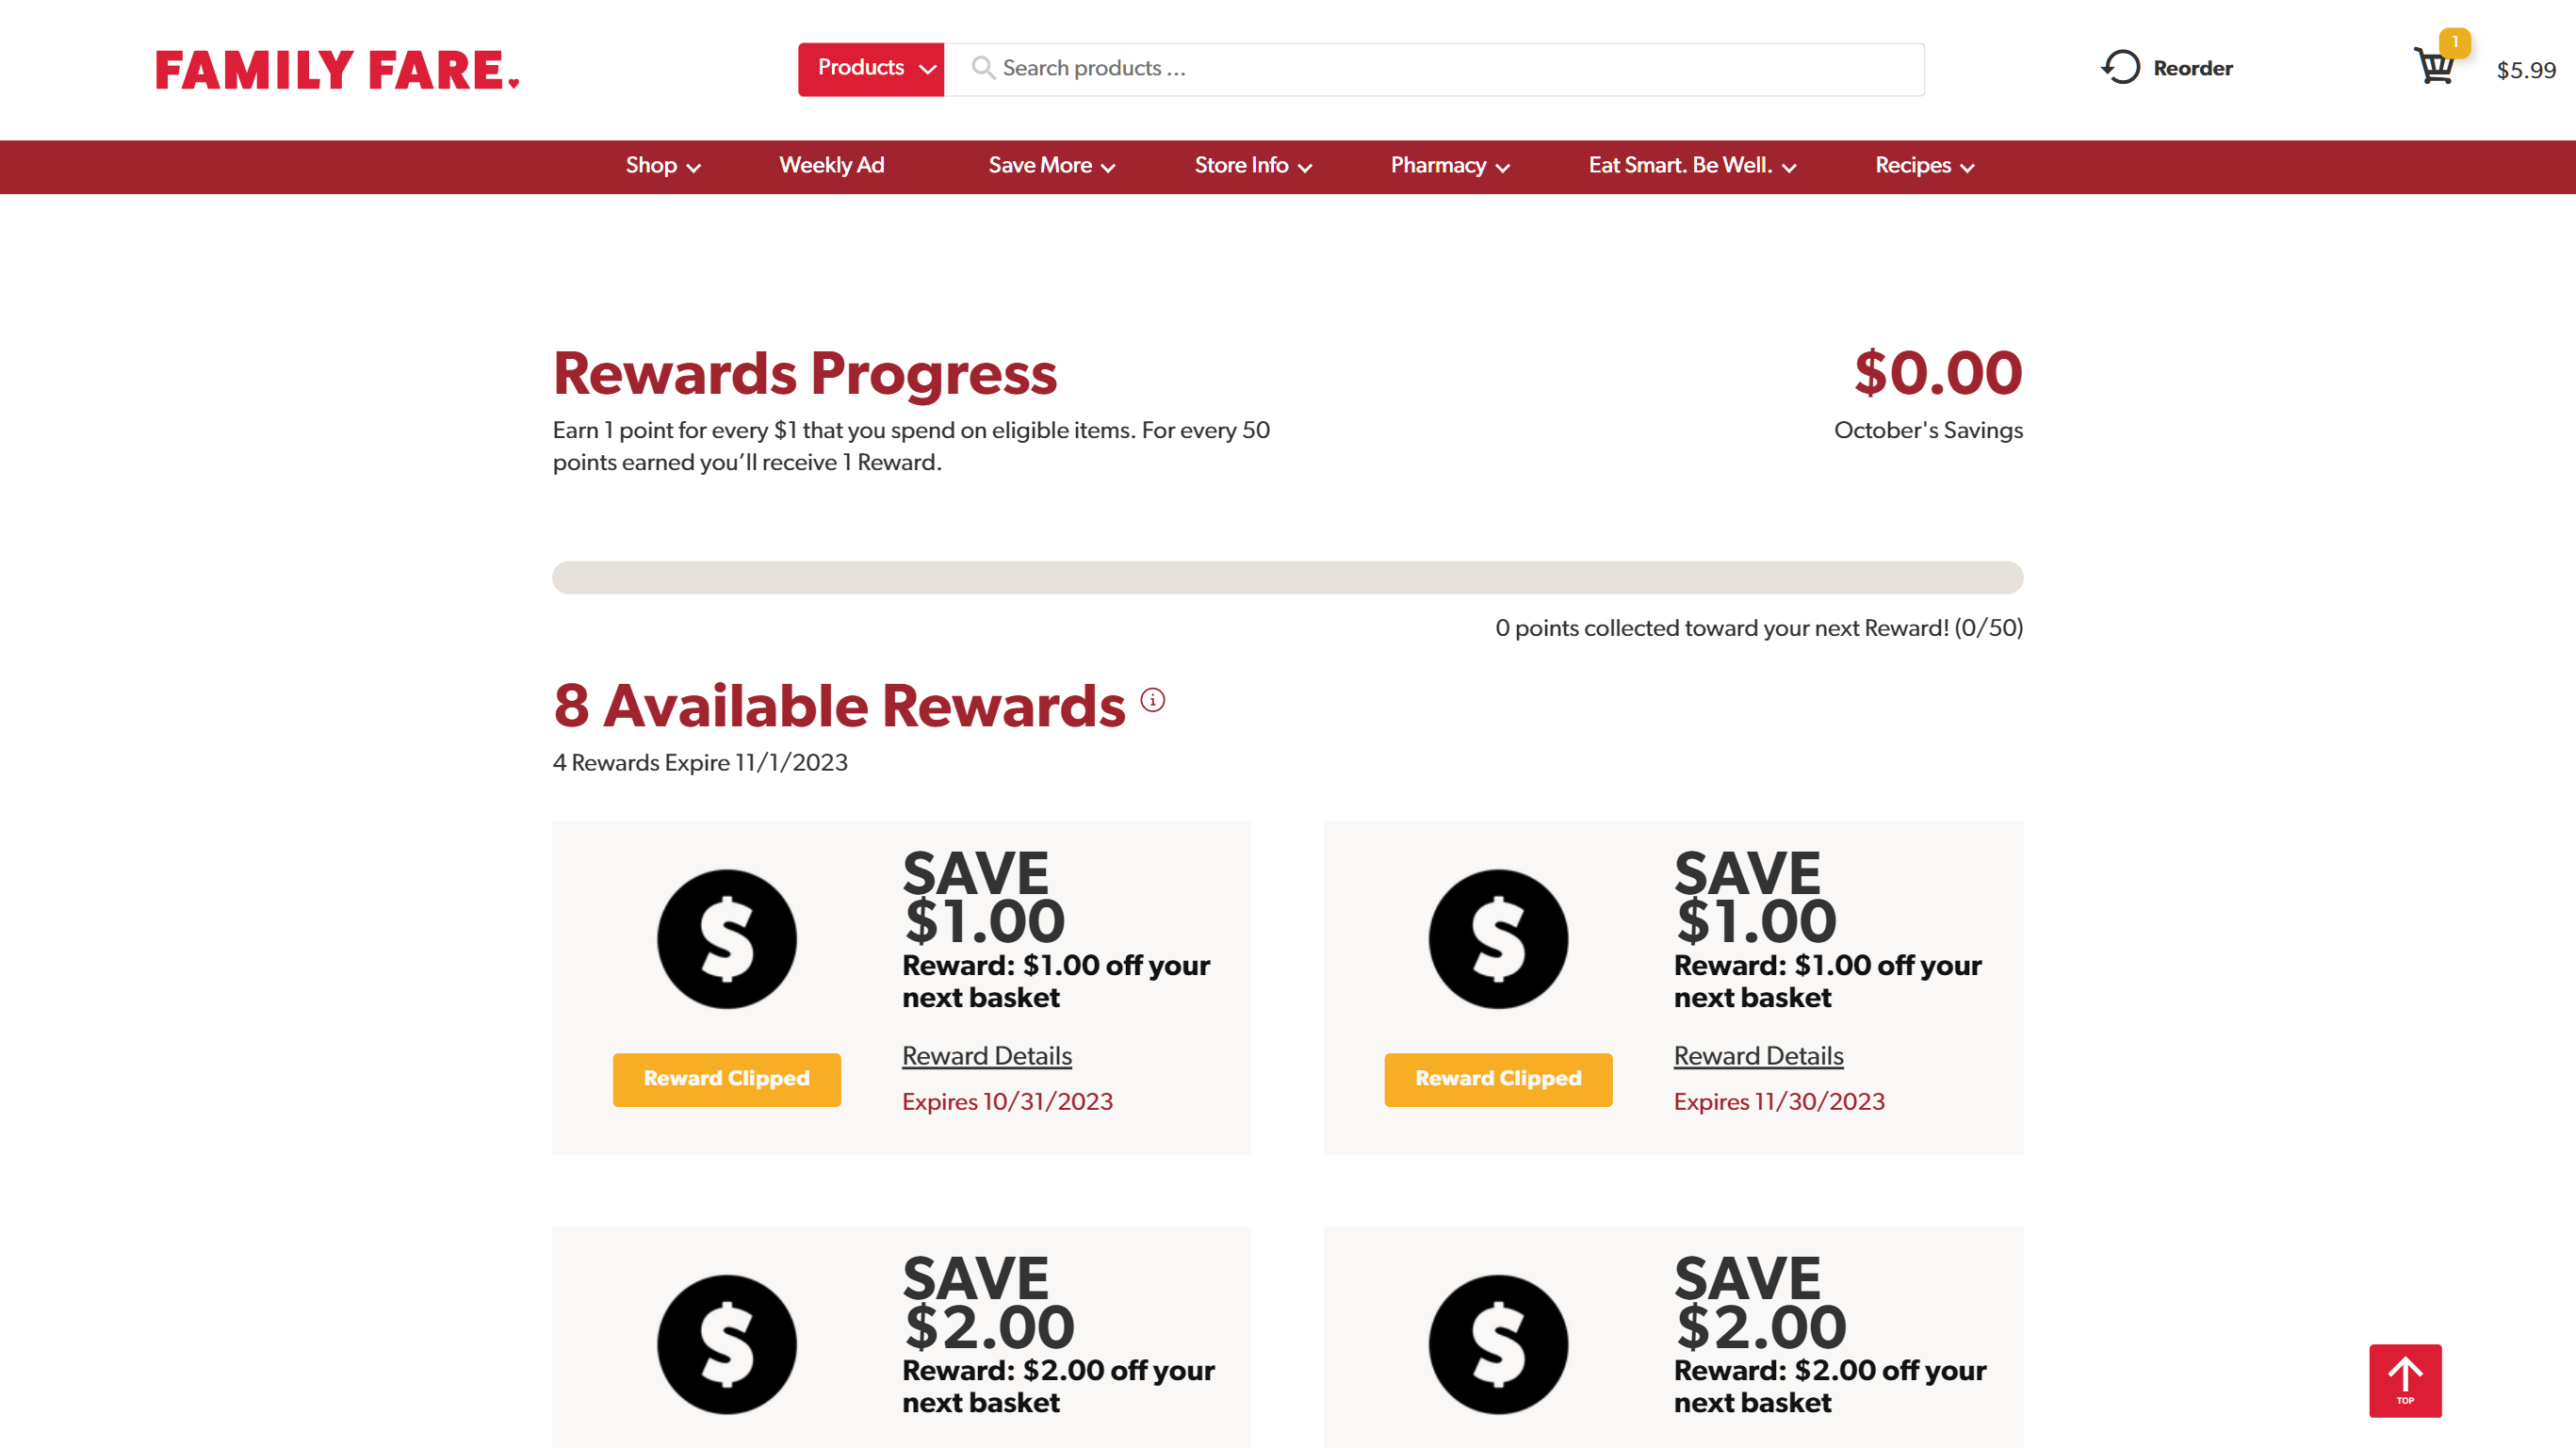 FAMILY FARE
Products
Search products ...
Reorder
1
$5.99
Shop
Weekly Ad
Save More
Store Info
Pharmacy
Eat Smart. Be Well.
Recipes
Rewards Progress
$0.00
Earn 1 point for every $1 that you spend on eligible items. For every 50
points earned you’ll receive 1 Reward.
October's Savings
0 points collected toward your next Reward! (0/50)
8 Available Rewards
4 Rewards Expire 11/1/2023
SAVE
$1.00
Reward: $1.00 off your
next basket
Reward Details
Reward Clipped
Expires 10/31/2023
SAVE
$1.00
Reward: $1.00 off your
next basket
Reward Details
Reward Clipped
Expires 11/30/2023
SAVE
$2.00
Reward: $2.00 off your
next basket
SAVE
$2.00
Reward: $2.00 off your
next basket
TOP